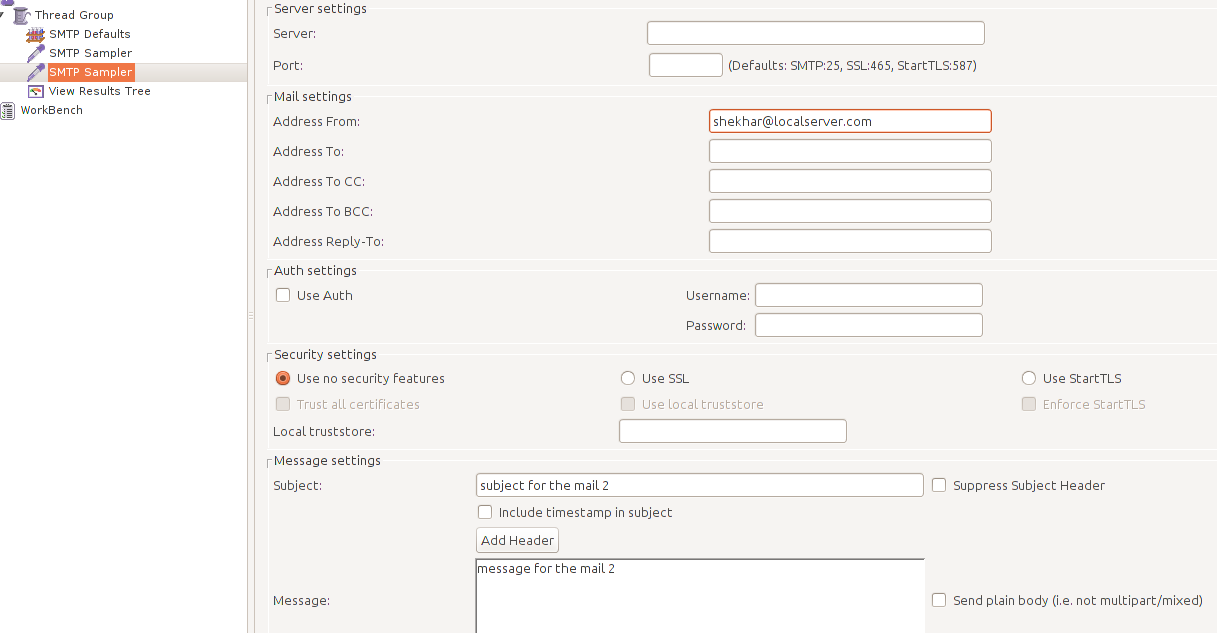 Thread Group
SMTP Defaults
SMTP Sampler
SMTP Sampler
View Results Tree
WorkBench
Server settings
Server:
Port: (Defaults: SMTP:25, SSL:465, StartTLS:587)
Mail settings
Address From: shekhar@localserver.com
Address To:
Address To CC:
Address To BCC:
Address Reply-To:
Auth settings
Use Auth Username:
Password:
Security settings
Use no security features Use SSL Use StartTLS
Trust all certificates Use local truststore Enforce StartTLS
Local truststore:
Message settings
Subject: subject for the mail 2 Suppress Subject Header
Include timestamp in subject
Add Header
message for the mail 2
Message: Send plain body (i.e. not multipart/mixed)